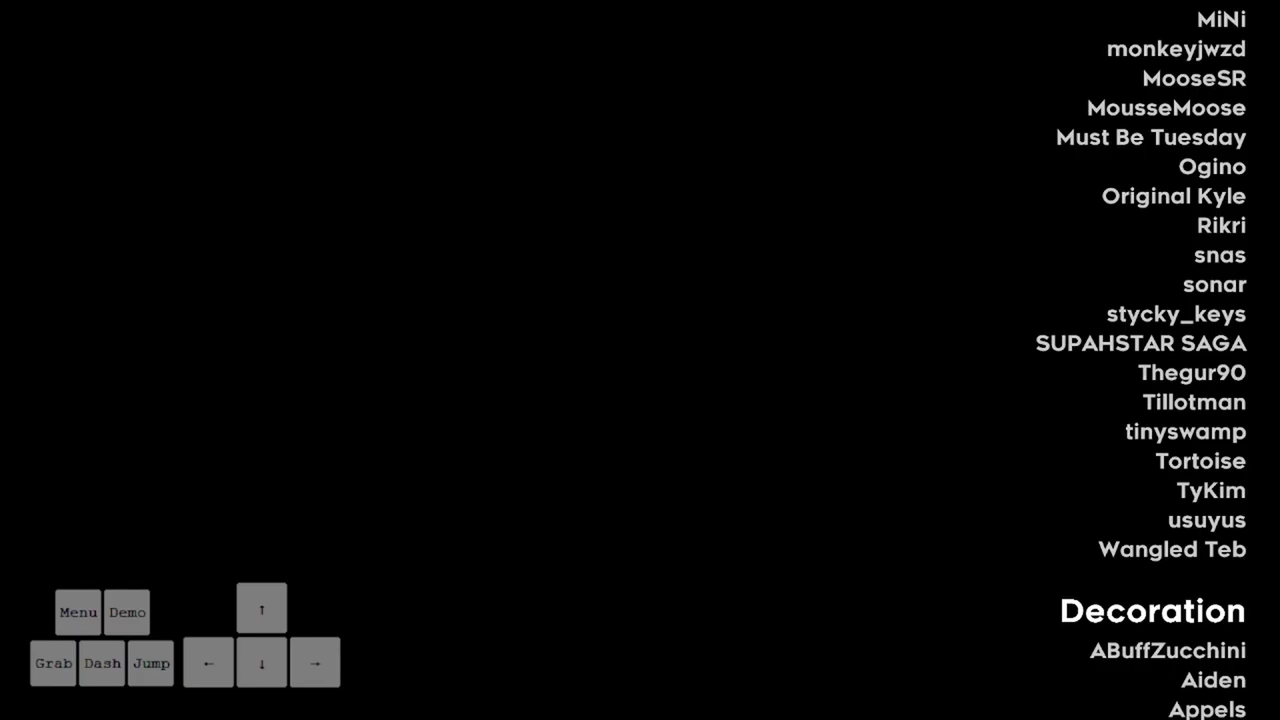 MiNi
monkeyjwzd
MooseSR
MousseMoose
Must Be Tuesday
Ogino
Original Kyle
Rikri
snas
sonar
stycky_keys
SUPAHSTAR SAGA
Thegur90
Tillotman
tinyswamp
Tortoise
TyKim
usuyus
Wangled Teb
Decoration
ABuffZucchini
Aiden
Appels
Menu Demo ↑
Grab Dash Jump ← ↓ →